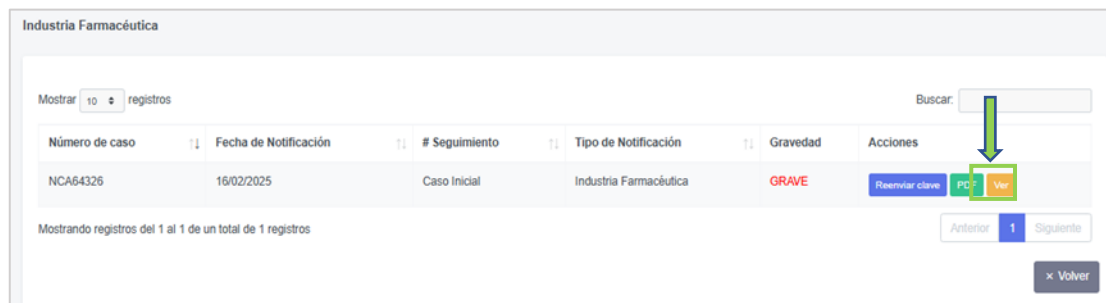 Industria Farmacéutica
Mostrar 10 registros Buscar:
Número de caso Fecha de Notificación # Seguimiento Tipo de Notificación Gravedad Acciones
NCA64326 16/02/2025 Caso Inicial Industria Farmacéutica GRAVE Reenviar clave PDF Ver
Mostrando registros del 1 al 1 de un total de 1 registros Anterior 1 Siguiente
× Volver